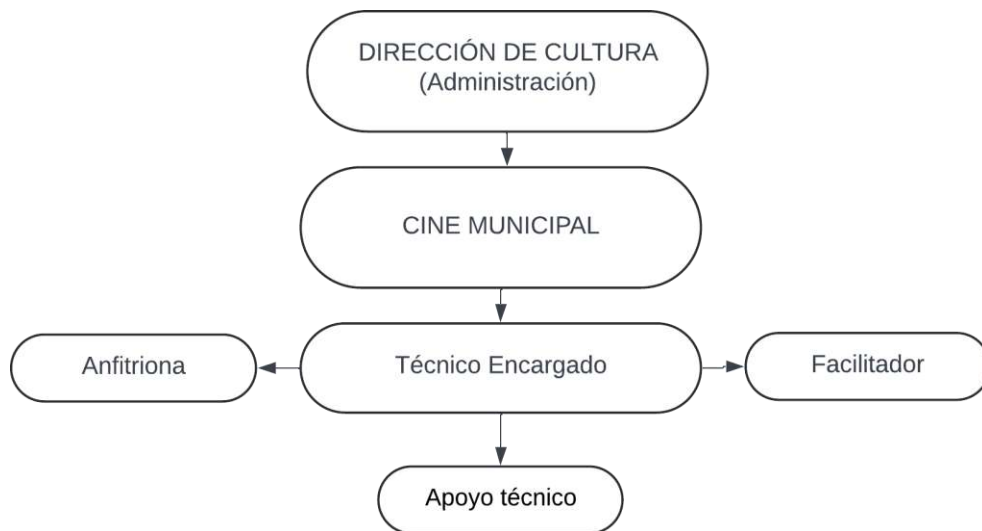 DIRECCIÓN DE CULTURA
(Administración)
CINE MUNICIPAL
Anfitriona
Técnico Encargado
Facilitador
Apoyo técnico